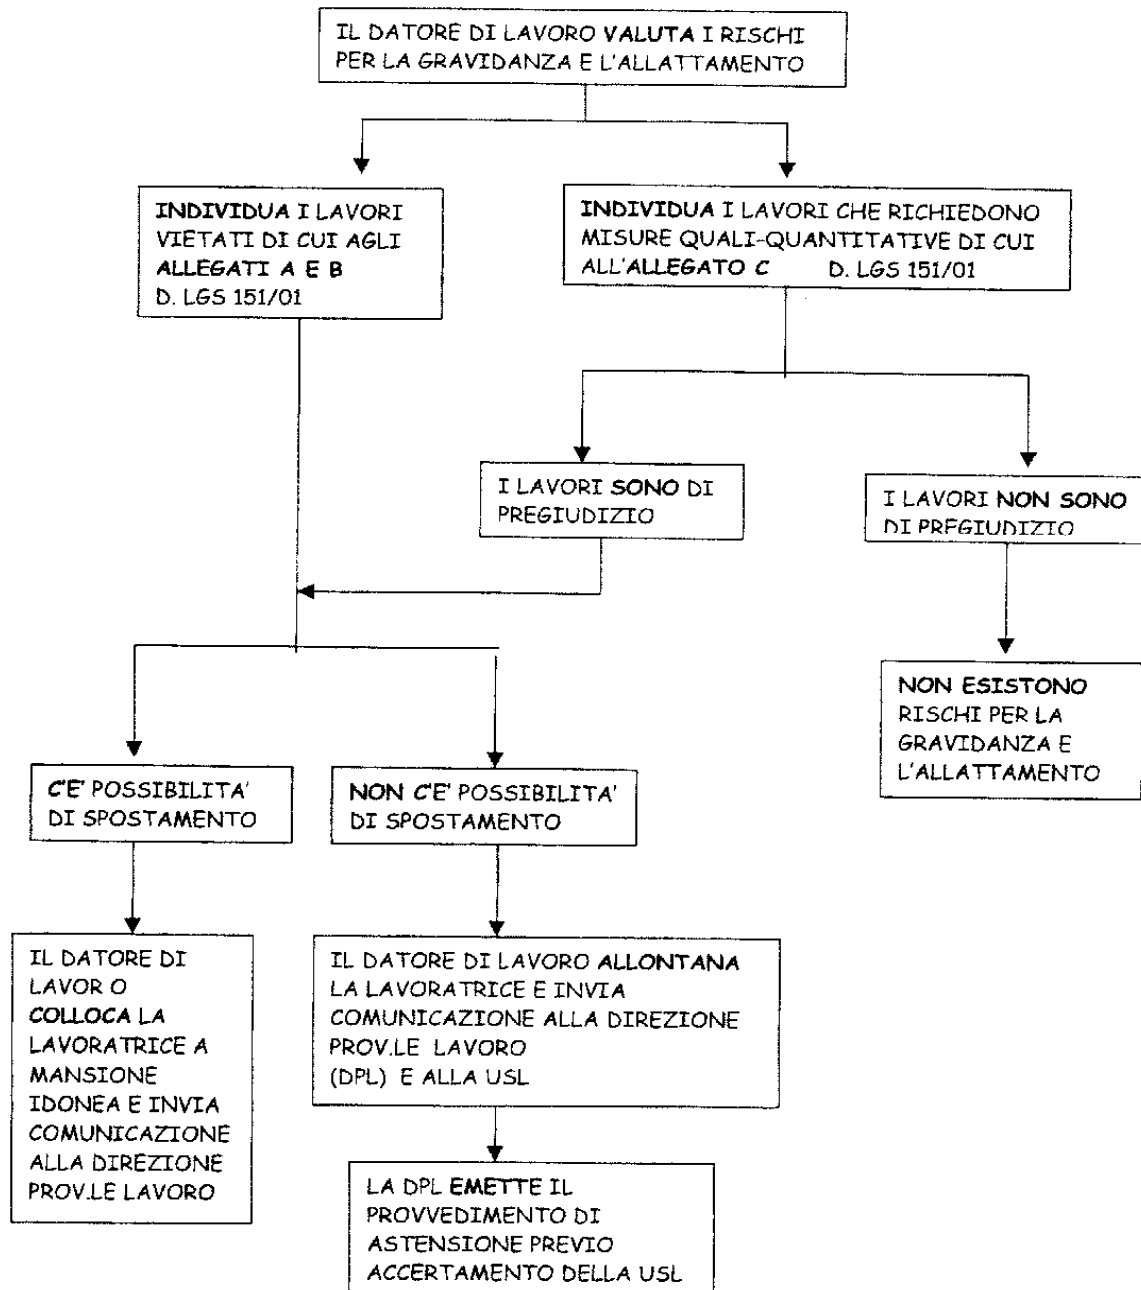 IL DATORE DI LAVORO VALUTA I RISCHI
PER LA GRAVIDANZA E L'ALLATTAMENTO
INDIVIDUA I LAVORI
VIETATI DI CUI AGLI
ALLEGATI A E B
D. LGS 151/01
INDIVIDUA I LAVORI CHE RICHIEDONO
MISURE QUALI-QUANTITATIVE DI CUI
ALL'ALLEGATO C D. LGS 151/01
I LAVORI SONO DI
PREGIUDIZIO
I LAVORI NON SONO
DI PREGIUDIZIO
NON ESISTONO
RISCHI PER LA
GRAVIDANZA E
L'ALLATTAMENTO
C'E' POSSIBILITA'
DI SPOSTAMENTO
NON C'E' POSSIBILITA'
DI SPOSTAMENTO
IL DATORE DI
LAVOR O
COLLOCA LA
LAVORATRICE A
MANSIONE
IDONEA E INVIA
COMUNICAZIONE
ALLA DIREZIONE
PROV.LE LAVORO
IL DATORE DI LAVORO ALLONTANA
LA LAVORATRICE E INVIA
COMUNICAZIONE ALLA DIREZIONE
PROV.LE LAVORO
(DPL) E ALLA USL
LA DPL EMETTE IL
PROVVEDIMENTO DI
ASTENSIONE PREVIO
ACCERTAMENTO DELLA USL